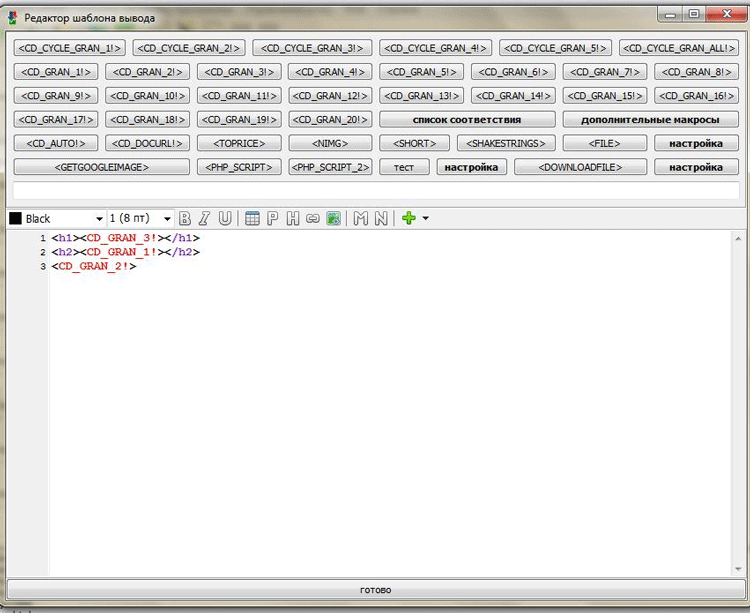 Редактор шаблона вывода
<CD_CYCLE_GRAN_1!> <CD_CYCLE_GRAN_2!> <CD_CYCLE_GRAN_3!> <CD_CYCLE_GRAN_4!> <CD_CYCLE_GRAN_5!> <CD_CYCLE_GRAN_ALL!>
<CD_GRAN_1!> <CD_GRAN_2!> <CD_GRAN_3!> <CD_GRAN_4!> <CD_GRAN_5!> <CD_GRAN_6!> <CD_GRAN_7!> <CD_GRAN_8!>
<CD_GRAN_9!> <CD_GRAN_10!> <CD_GRAN_11!> <CD_GRAN_12!> <CD_GRAN_13!> <CD_GRAN_14!> <CD_GRAN_15!> <CD_GRAN_16!>
<CD_GRAN_17!> <CD_GRAN_18!> <CD_GRAN_19!> <CD_GRAN_20!> список соответствия дополнительные макросы
<CD_AUTO!> <CD_DOCURL!> <TOPRICE> <NIMG> <SHORT> <SHAKESTRINGS> <FILE> настройка
<GETGOOGLEIMAGE> <PHP_SCRIPT> <PHP_SCRIPT_2> тест настройка <DOWNLOADFILE> настройка
Black 1 (8 пт) B I U P H M N
1 <h1><CD_GRAN_3!></h1>
2 <h2><CD_GRAN_1!></h2>
3 <CD_GRAN_2!>
готово